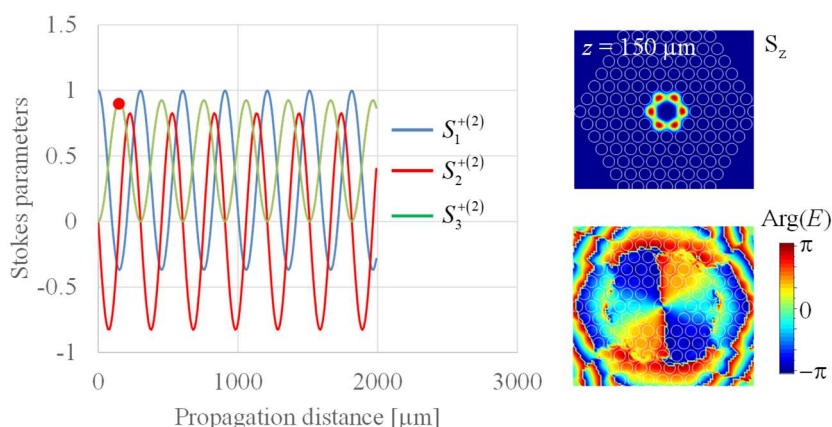 1.5
1
0.5
0
-0.5
-1
0
1000
2000
3000
Stokes parameters
Propagation distance [μm]
S₁⁺⁽²⁾
S₂⁺⁽²⁾
S₃⁺⁽²⁾
z = 150 μm
S_z
Arg(E)
π
0
−π